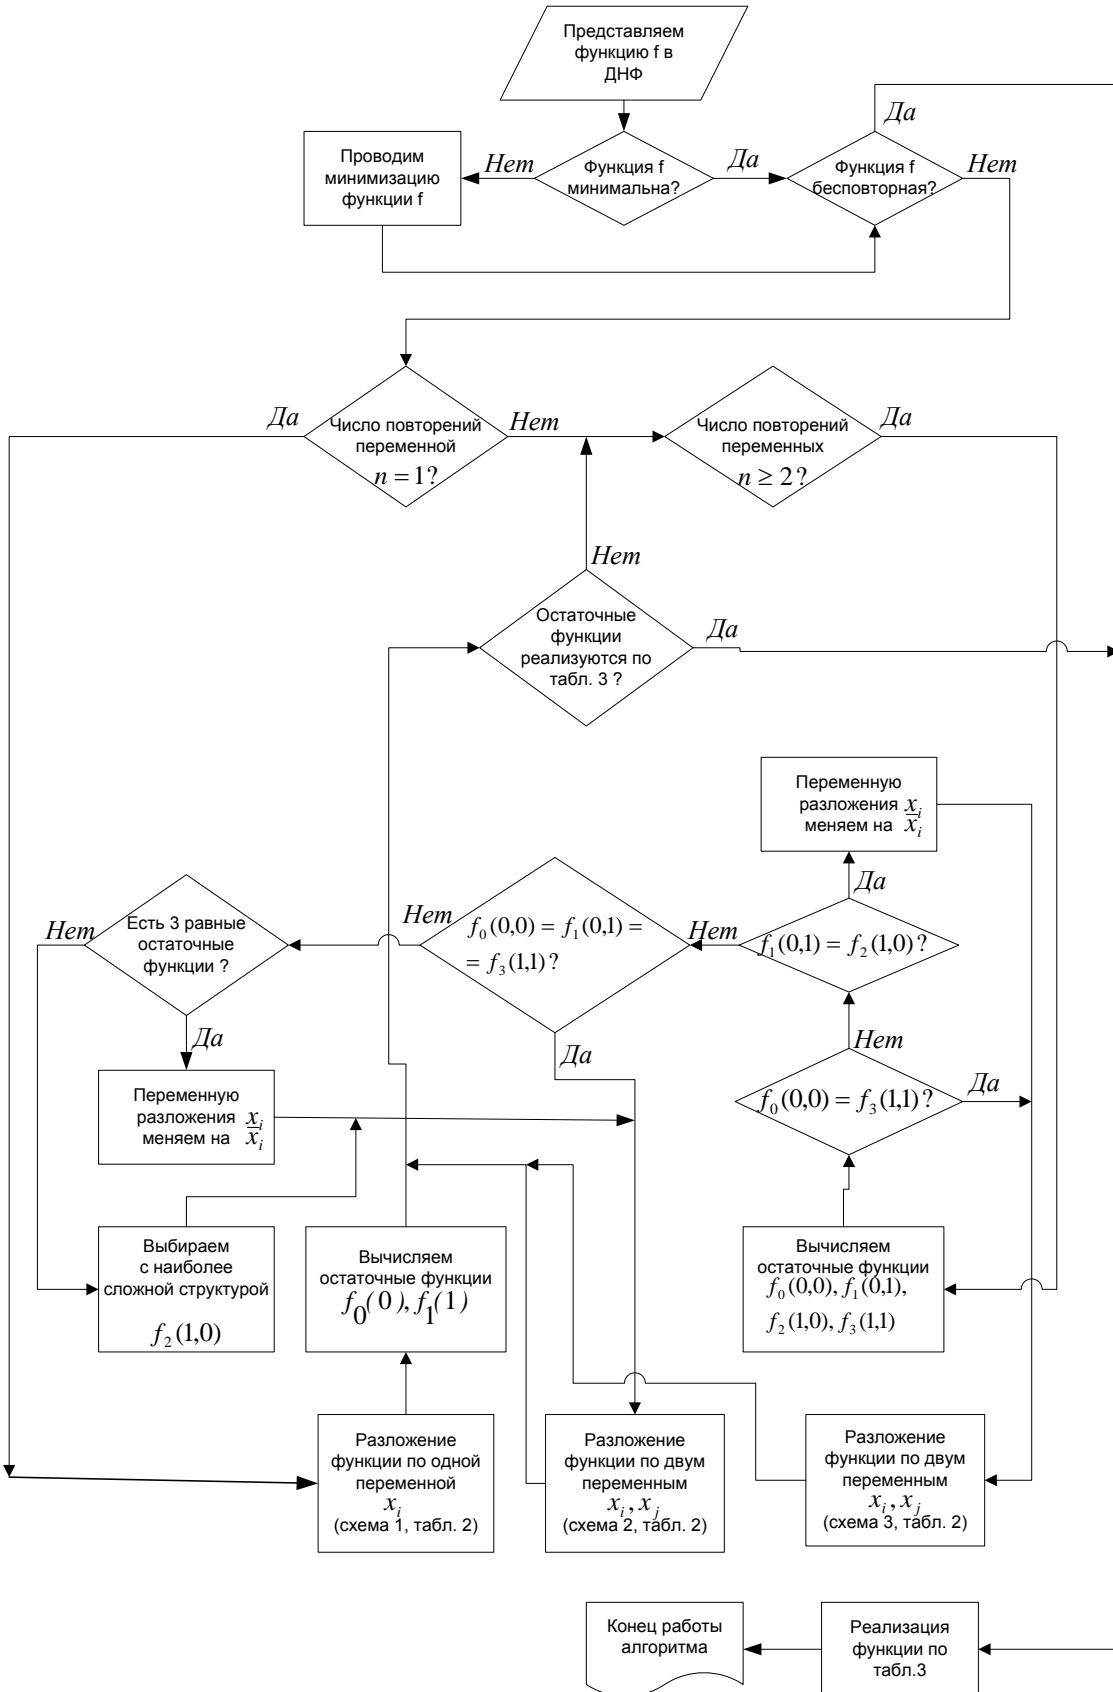 Представляем
функцию f в
ДНФ
Да
Проводим
минимизацию
функции f
Нет
Функция f
минимальна?
Да
Функция f
бесповторная?
Нет
Да
Число повторений
переменной
n = 1?
Нет
Число повторений
переменных
n ≥ 2?
Да
Нет
Остаточные
функции
реализуются по
табл. 3 ?
Да
Переменную
разложения x_i
меняем на x̅_i
Да
Нет
Есть 3 равные
остаточные
функции ?
Нет
f_0(0,0) = f_1(0,1) =
= f_3(1,1)?
Нет
f_1(0,1) = f_2(1,0)?
Да
Да
Нет
Переменную
разложения x_i
меняем на x̅_i
f_0(0,0) = f_3(1,1)?
Да
Выбираем
с наиболее
сложной структурой
f_2(1,0)
Вычисляем
остаточные функции
f_0(0), f_1(1)
Вычисляем
остаточные функции
f_0(0,0), f_1(0,1),
f_2(1,0), f_3(1,1)
Разложение
функции по одной
переменной
x_i
(схема 1, табл. 2)
Разложение
функции по двум
переменным
x_i, x_j
(схема 2, табл. 2)
Разложение
функции по двум
переменным
x_i, x_j
(схема 3, табл. 2)
Конец работы
алгоритма
Реализация
функции по
табл.3